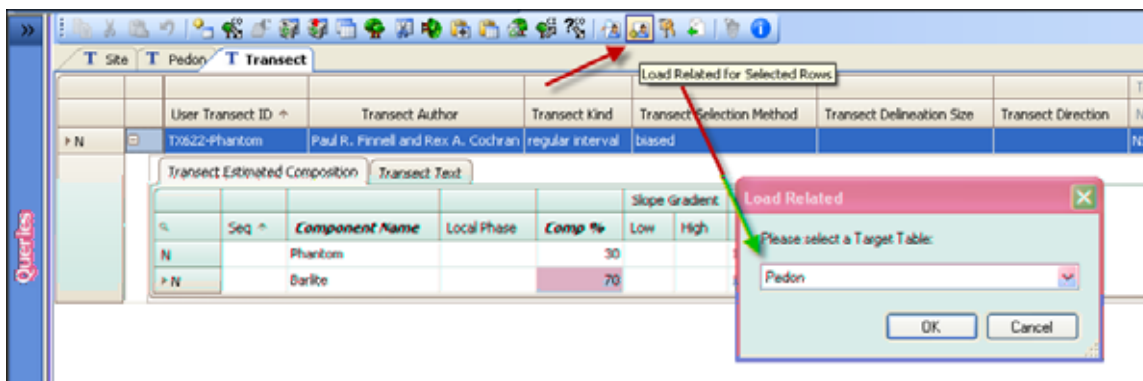 »
T Site T Pedon T Transect
Load Related for Selected Rows
T
User Transect ID Transect Author Transect Kind Transect Selection Method Transect Delineation Size Transect Direction N
N TX622-Phantom Paul R. Finnell and Rex A. Cochran regular interval biased N
Transect Estimated Composition Transect Text
Slope Gradient
Seq Component Name Local Phase Comp % Low High
N Phantom 30
N Barlite 70
Queries
Load Related
Please select a Target Table:
Pedon
OK Cancel